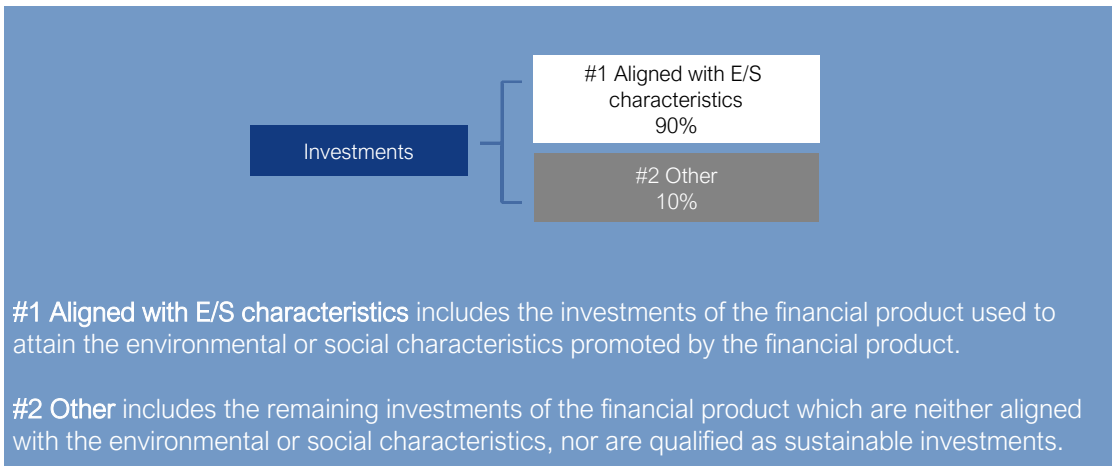 #1 Aligned with E/S
characteristics
90%
Investments
#2 Other
10%
#1 Aligned with E/S characteristics includes the investments of the financial product used to
attain the environmental or social characteristics promoted by the financial product.
#2 Other includes the remaining investments of the financial product which are neither aligned
with the environmental or social characteristics, nor are qualified as sustainable investments.